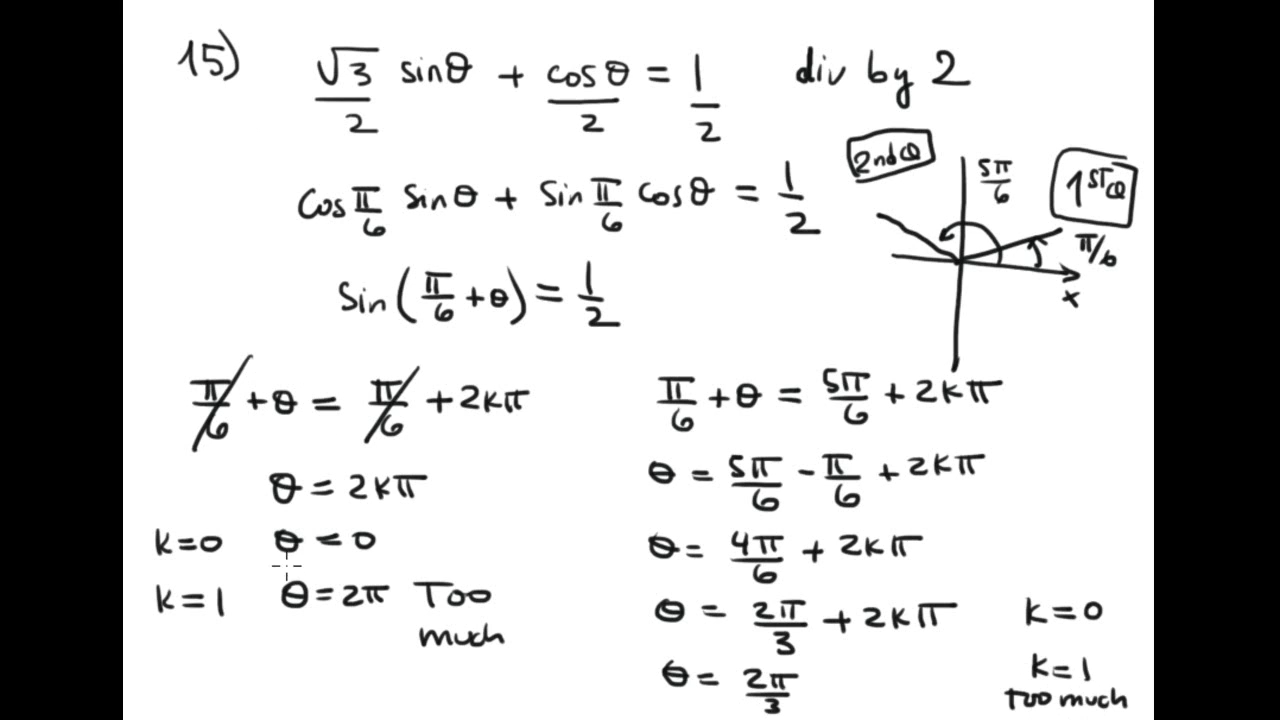 15) √3/2 sinθ + cosθ/2 = 1/2 div by 2
cos π/6 sinθ + sin π/6 cosθ = 1/2
2nd Q
5π/6
1ST Q
π/6
x
sin(π/6 + θ) = 1/2
π/6 + θ = π/6 + 2kπ
θ = 2kπ
k=0 θ = 0
k=1 θ = 2π Too
much
π/6 + θ = 5π/6 + 2kπ
θ = 5π/6 - π/6 + 2kπ
θ = 4π/6 + 2kπ
θ = 2π/3 + 2kπ k=0
θ = 2π/3 k=1
Too much